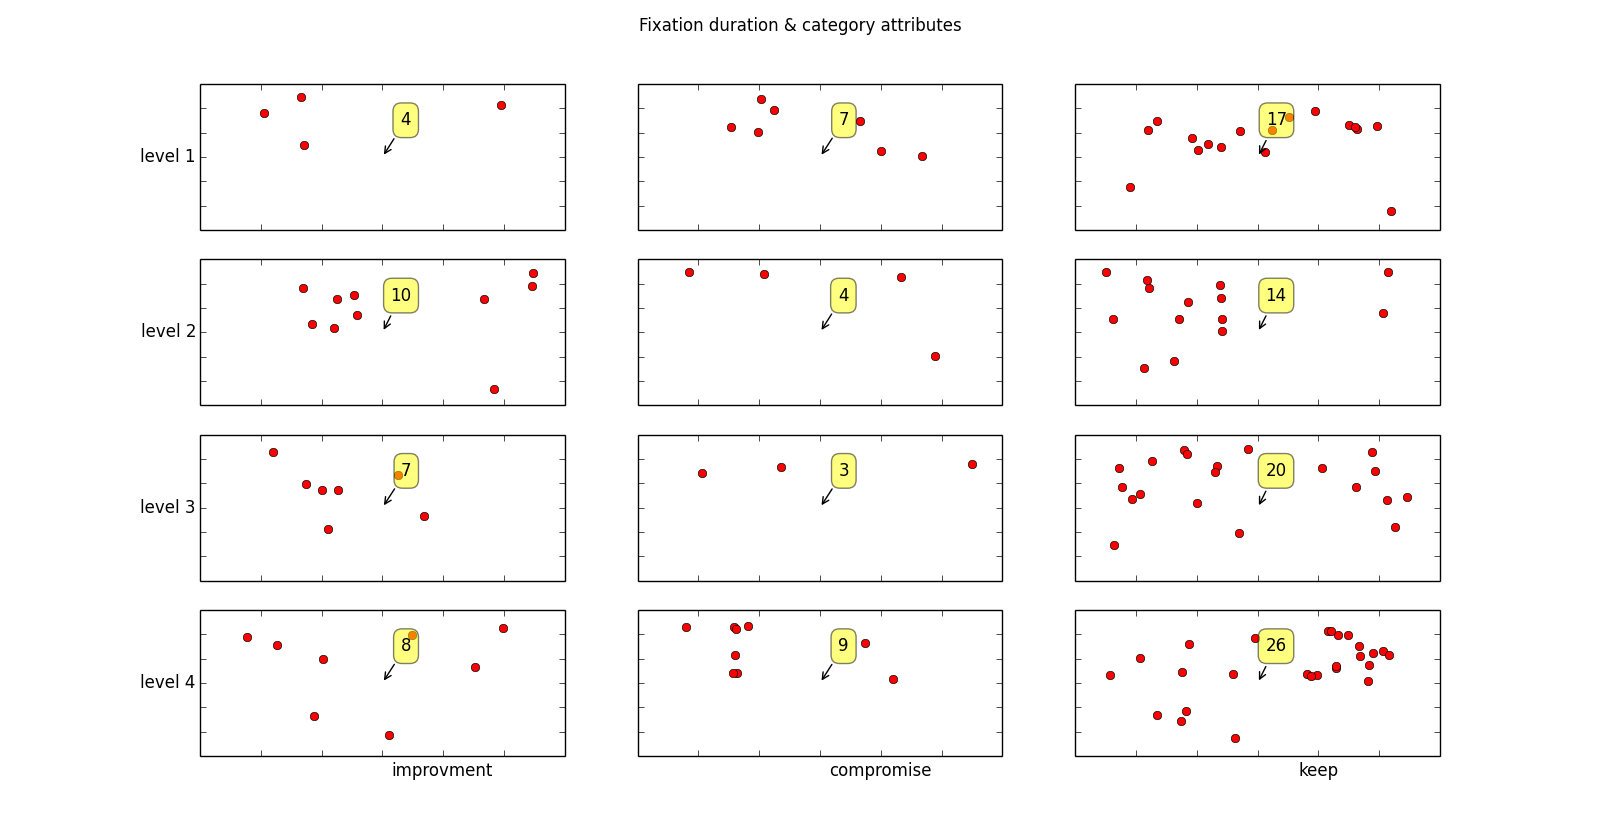 Fixation duration & category attributes
level 1
4
7
17
level 2
10
4
14
level 3
7
3
20
level 4
8
9
26
improvment
compromise
keep